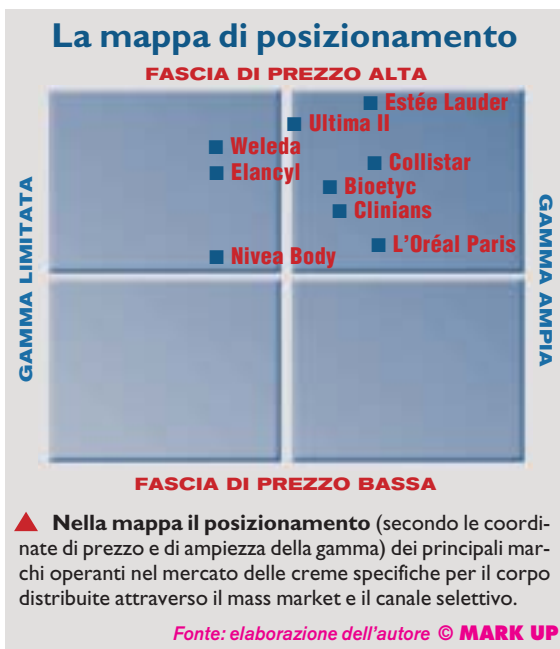 La mappa di posizionamento
FASCIA DI PREZZO ALTA
Estée Lauder
Ultima II
Weleda
Collistar
Elancyl
Bioetyc
Clinians
L'Oréal Paris
Nivea Body
GAMMA LIMITATA
GAMMA AMPIA
FASCIA DI PREZZO BASSA
Nella mappa il posizionamento (secondo le coordi-
nate di prezzo e di ampiezza della gamma) dei principali mar-
chi operanti nel mercato delle creme specifiche per il corpo
distribuite attraverso il mass market e il canale selettivo.
Fonte: elaborazione dell'autore © MARK UP